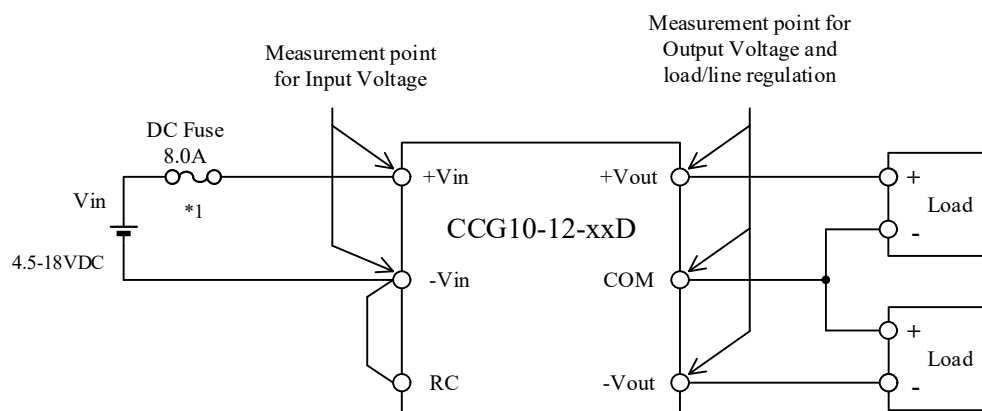 Measurement point
for Input Voltage
Measurement point for
Output Voltage and
load/line regulation
DC Fuse
8.0A
*1
Vin
4.5-18VDC
+Vin
-Vin
RC
CCG10-12-xxD
+Vout
COM
-Vout
+
Load
-
+
Load
-